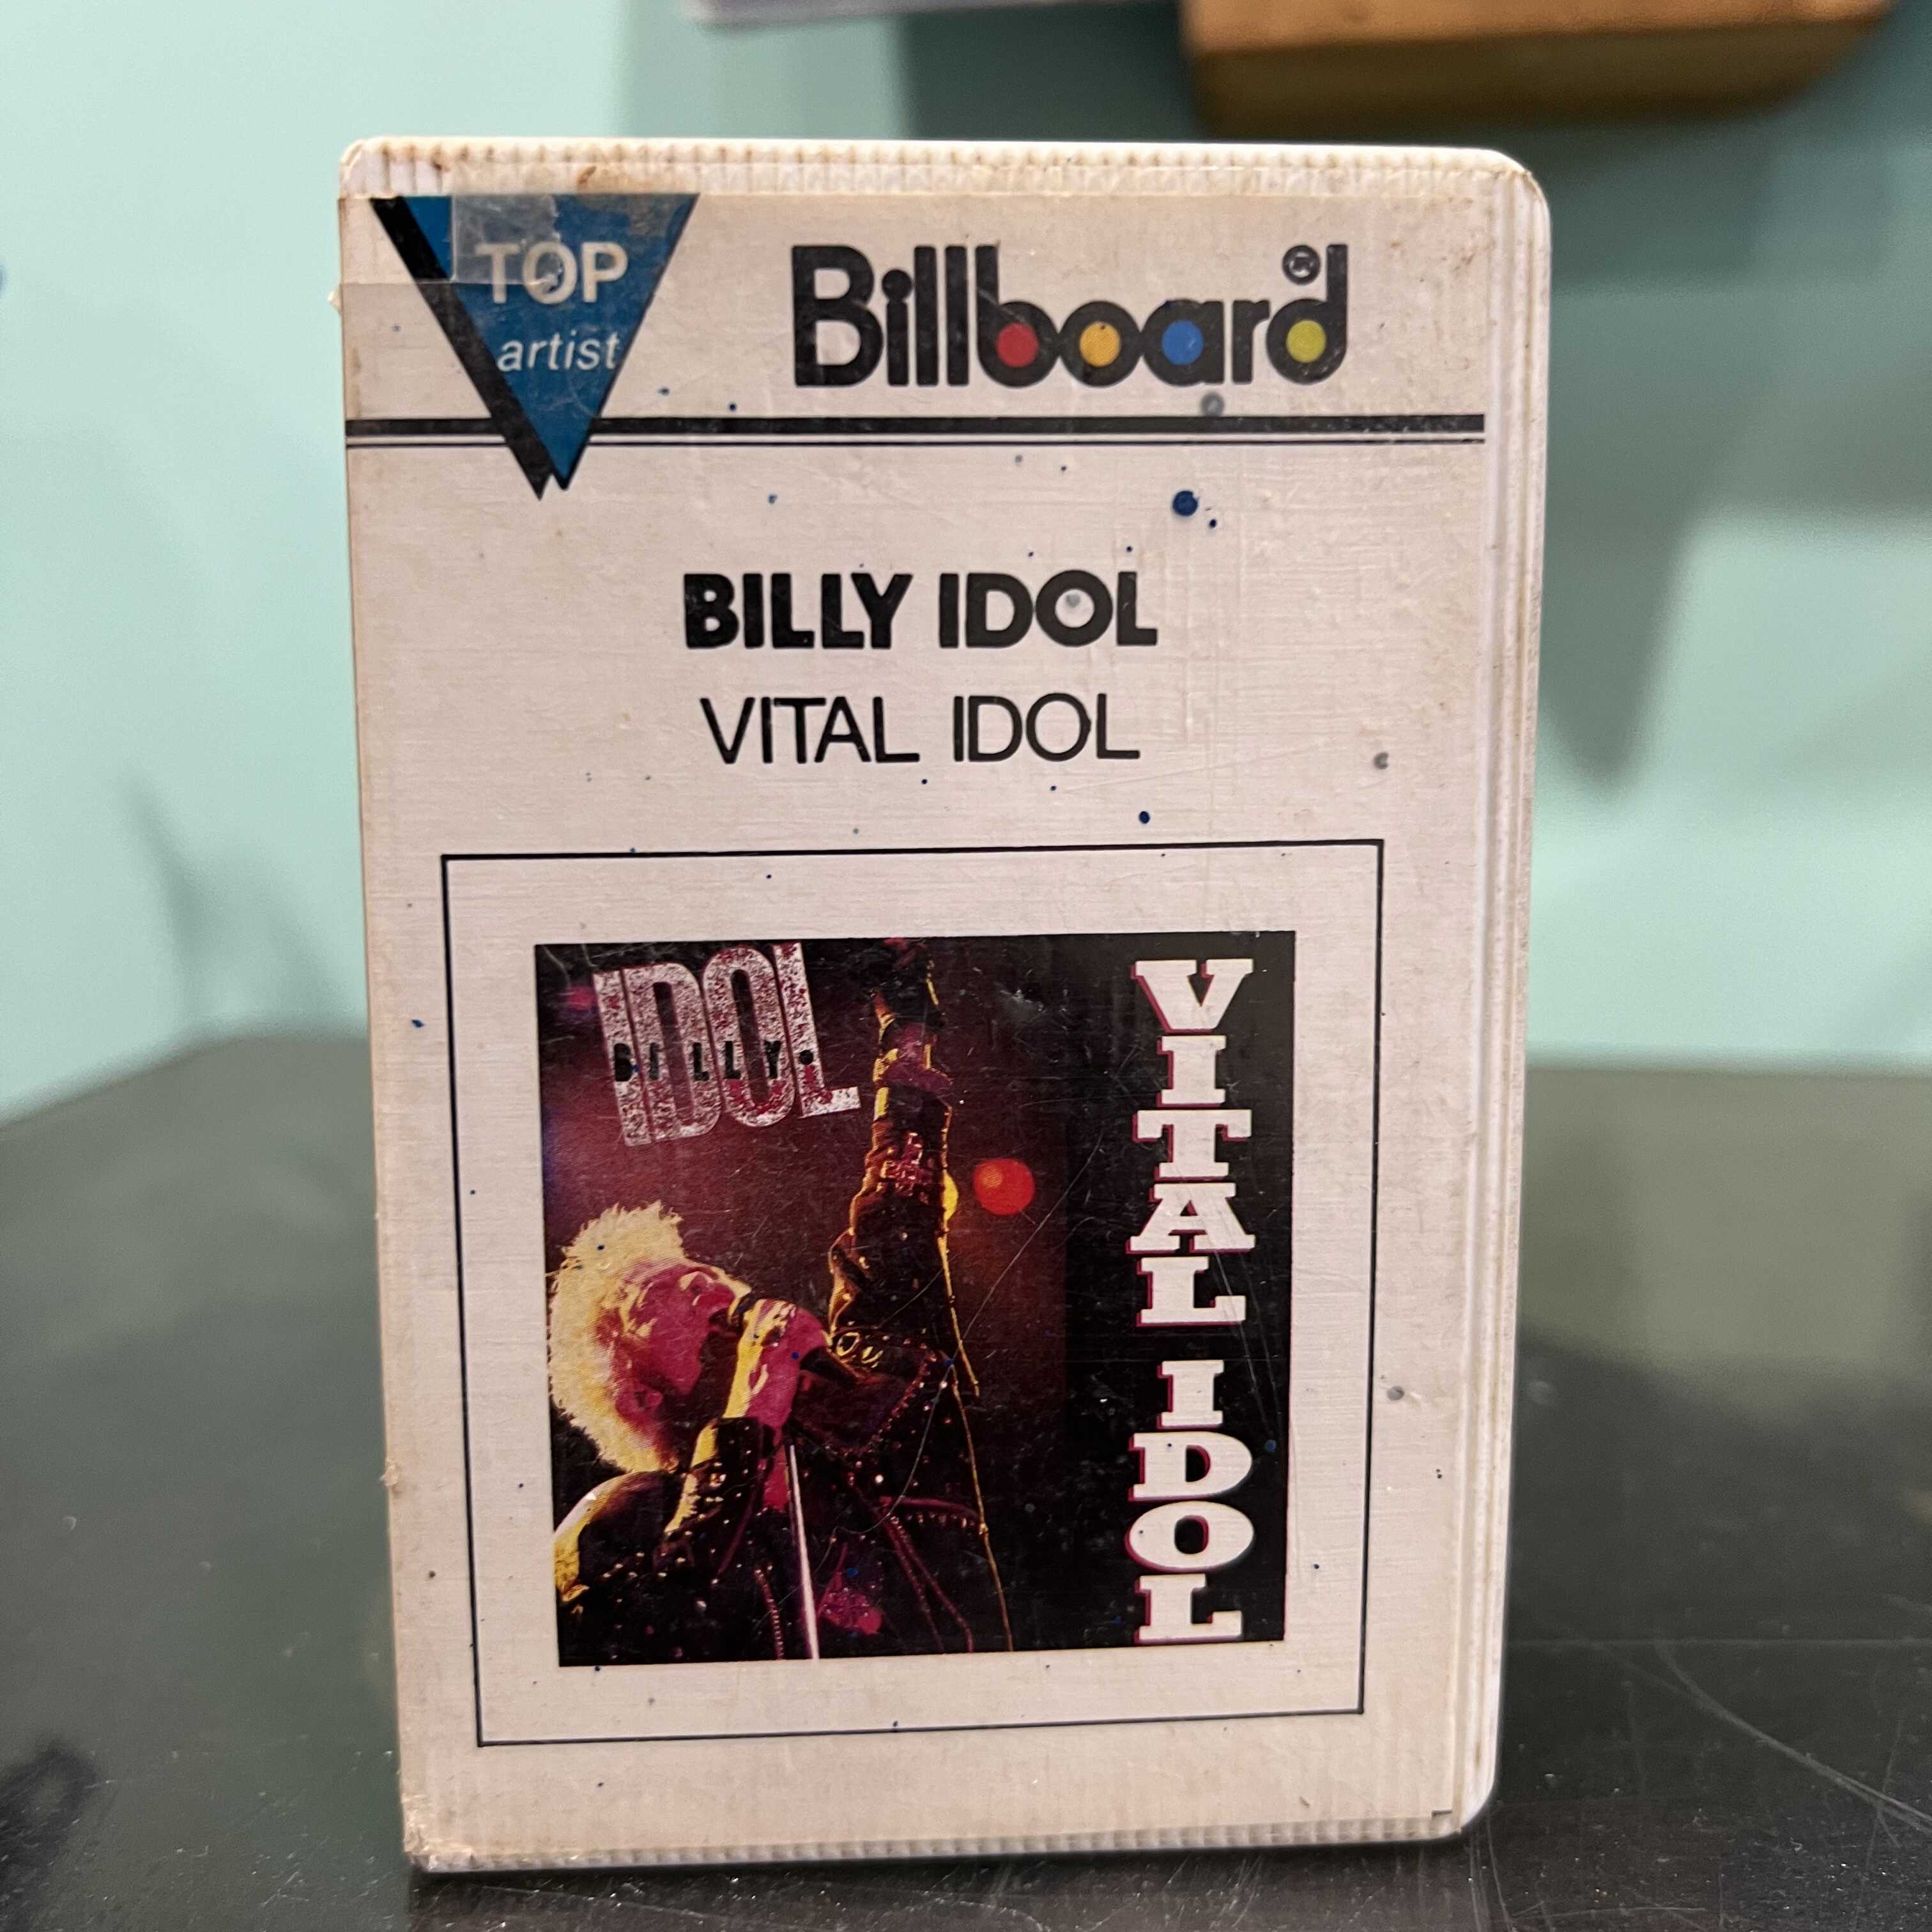 TOP
artist
Billboard®
BILLY IDOL
VITAL IDOL
IDOL
BILLY
VITAL IDOL